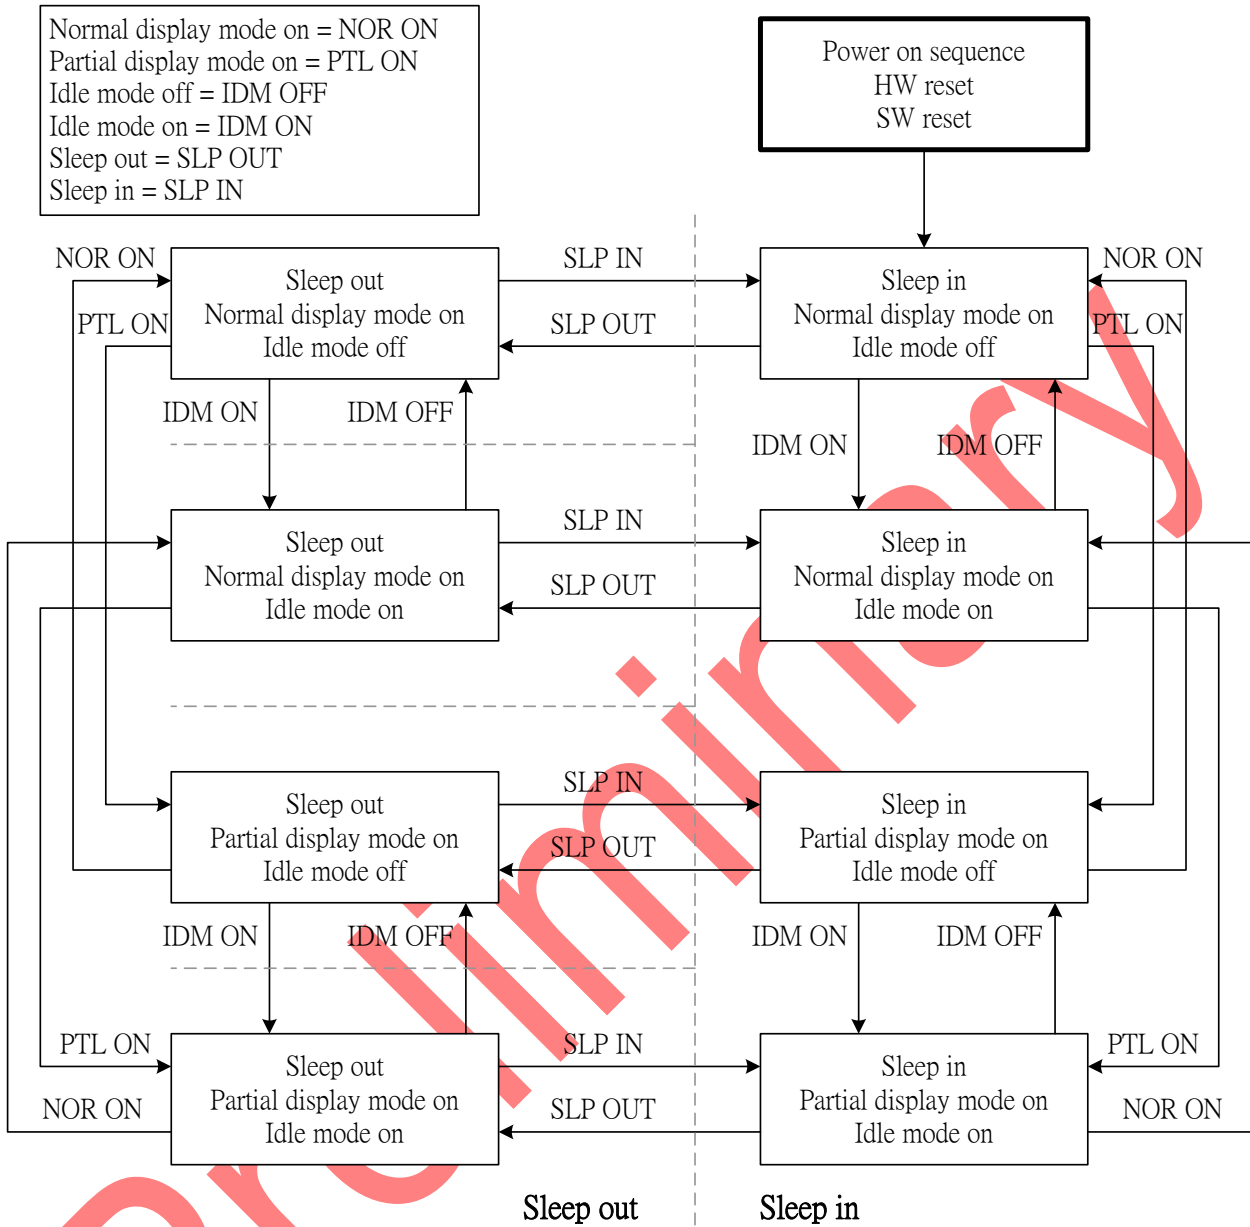 Normal display mode on = NOR ON
Partial display mode on = PTL ON
Idle mode off = IDM OFF
Idle mode on = IDM ON
Sleep out = SLP OUT
Sleep in = SLP IN
Power on sequence
HW reset
SW reset
NOR ON
Sleep out
Normal display mode on
Idle mode off
SLP IN
Sleep in
Normal display mode on
Idle mode off
NOR ON
PTL ON
SLP OUT
PTL ON
IDM ON
IDM OFF
IDM ON
IDM OFF
Sleep out
Normal display mode on
Idle mode on
SLP IN
SLP OUT
Sleep in
Normal display mode on
Idle mode on
Sleep out
Partial display mode on
Idle mode off
SLP IN
SLP OUT
Sleep in
Partial display mode on
Idle mode off
IDM ON
IDM OFF
IDM ON
IDM OFF
PTL ON
NOR ON
Sleep out
Partial display mode on
Idle mode on
SLP IN
SLP OUT
Sleep in
Partial display mode on
Idle mode on
PTL ON
NOR ON
Sleep out
Sleep in
Preliminary